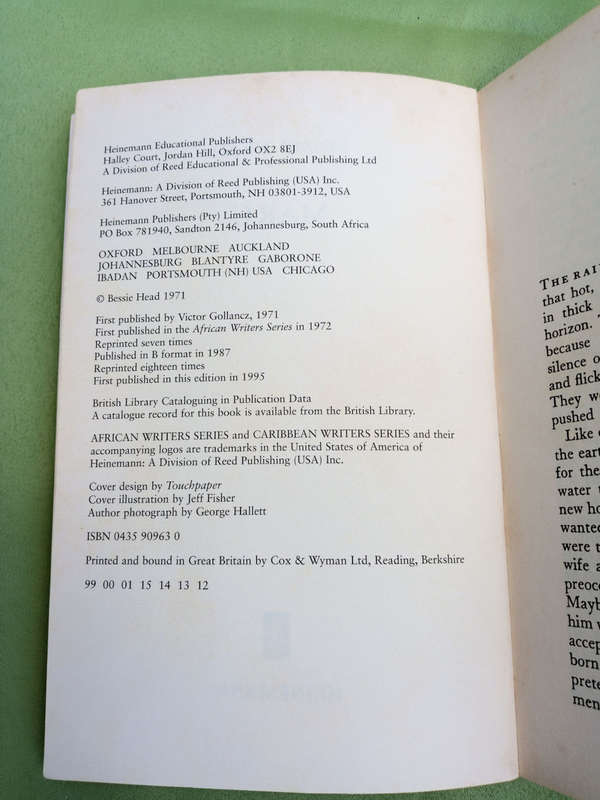 Heinemann Educational Publishers
Halley Court, Jordan Hill, Oxford OX2 8EJ
A Division of Reed Educational & Professional Publishing Ltd
Heinemann: A Division of Reed Publishing (USA) Inc.
361 Hanover Street, Portsmouth, NH 03801-3912, USA
Heinemann Publishers (Pty) Limited
PO Box 781940, Sandton 2146, Johannesburg, South Africa
OXFORD MELBOURNE AUCKLAND
JOHANNESBURG BLANTYRE GABORONE
IBADAN PORTSMOUTH (NH) USA CHICAGO
© Bessie Head 1971
First published by Victor Gollancz, 1971
First published in the African Writers Series in 1972
Reprinted seven times
Published in B format in 1987
Reprinted eighteen times
First published in this edition in 1995
British Library Cataloguing in Publication Data
A catalogue record for this book is available from the British Library.
AFRICAN WRITERS SERIES and CARIBBEAN WRITERS SERIES and their
accompanying logos are trademarks in the United States of America of
Heinemann: A Division of Reed Publishing (USA) Inc.
Cover design by Touchpaper
Cover illustration by Jeff Fisher
Author photograph by George Hallett
ISBN 0435 90963 0
Printed and bound in Great Britain by Cox & Wyman Ltd, Reading, Berkshire
99 00 01 15 14 13 12
THE RAI
that hot,
in thick
horizon.
because
silence o
and flick
They w
pushed
Like
the ear
for the
water
new ho
wanted
were t
wife a
preoc
Mayb
him
accep
born
prete
men